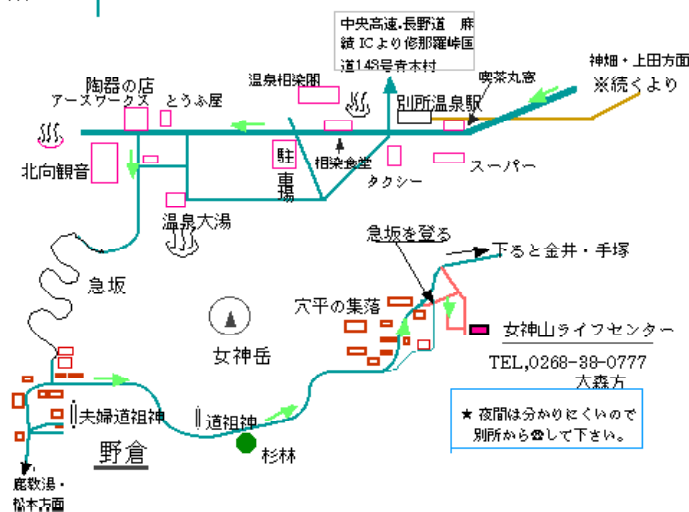 中央高速.長野道 麻
績ICより修那羅峠国
道143号青木村
神畑・上田方面
※続くより
喫茶丸窓
温泉相染閣
別所温泉駅
陶器の店
アースワークス とうふ屋
北向観音
駐
車
場
相染食堂
タクシー
スーパー
温泉大湯
急坂を登る
下ると金井・手塚
急坂
穴平の集落
女神岳
女神山ライフセンター
TEL,0268-38-0777
大森方
夫婦道祖神
道祖神
★ 夜間は分かりにくいので
別所から☎して下さい。
野倉
杉林
鹿教湯・
松本方面